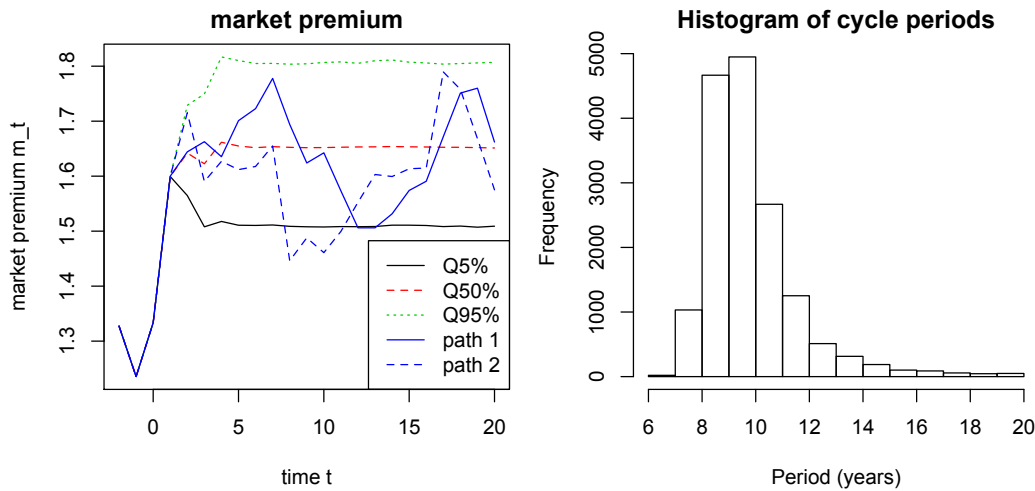 market premium
market premium m_t
1.8
1.7
1.6
1.5
1.4
1.3
Q5%
Q50%
Q95%
path 1
path 2
0 5 10 15 20
time t
Histogram of cycle periods
Frequency
5000
4000
3000
2000
1000
0
6 8 10 12 14 16 18 20
Period (years)